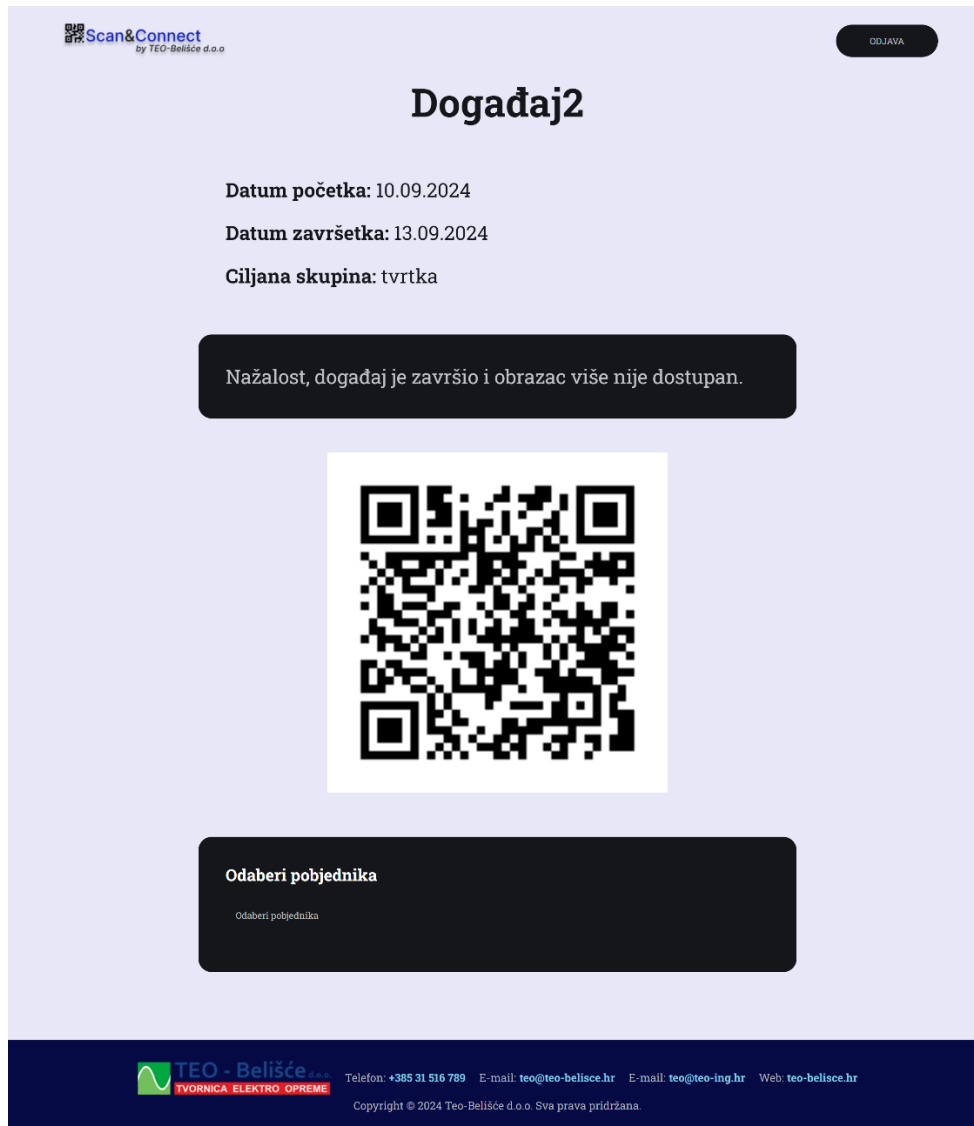 Scan&Connect
by TEO-Belišće d.o.o
ODJAVA
Događaj2
Datum početka: 10.09.2024
Datum završetka: 13.09.2024
Ciljana skupina: tvrtka
Nažalost, događaj je završio i obrazac više nije dostupan.
Odaberi pobjednika
Odaberi pobjednika
TEO - Belišće d.o.o.
TVORNICA ELEKTRO OPREME
Telefon: +385 31 516 789 E-mail: teo@teo-belisce.hr E-mail: teo@teo-ing.hr Web: teo-belisce.hr
Copyright © 2024 Teo-Belišće d.o.o. Sva prava pridržana.